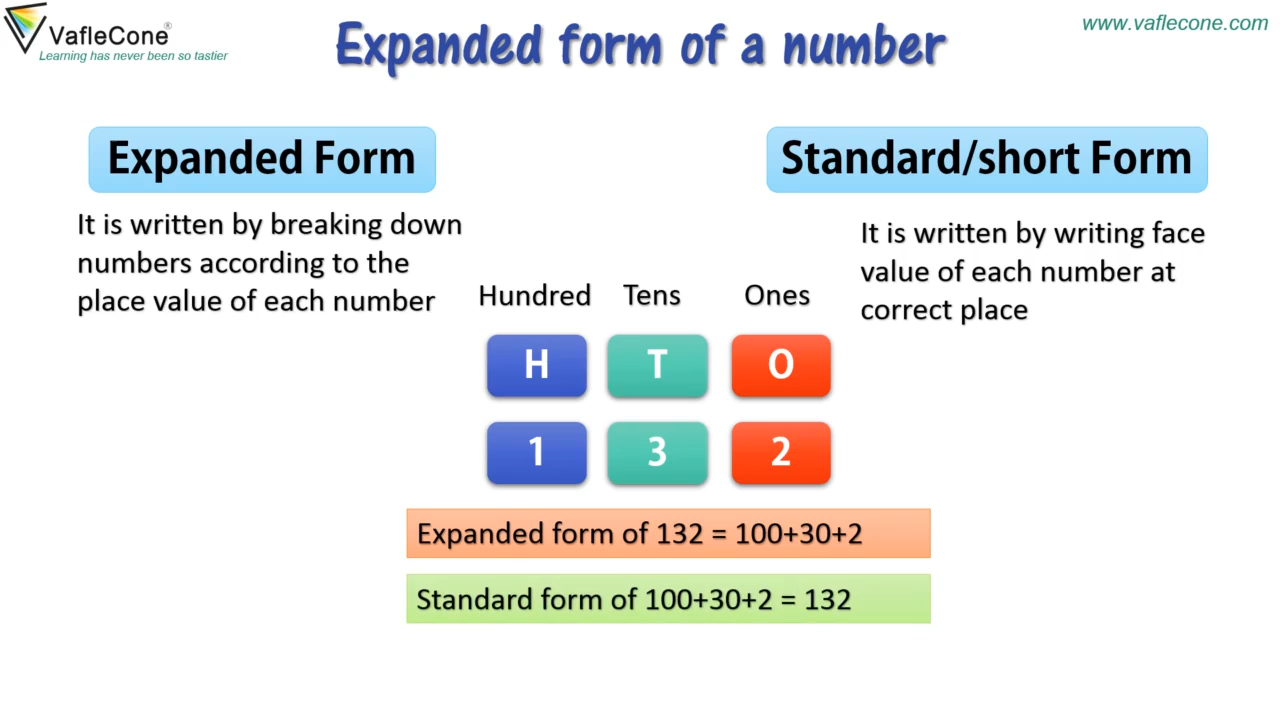 VafleCone®
Learning has never been so tastier
Expanded form of a number
www.vaflecone.com
Expanded Form
It is written by breaking down
numbers according to the
place value of each number
Standard/short Form
It is written by writing face
value of each number at
correct place
Hundred Tens Ones
H T O
1 3 2
Expanded form of 132 = 100+30+2
Standard form of 100+30+2 = 132